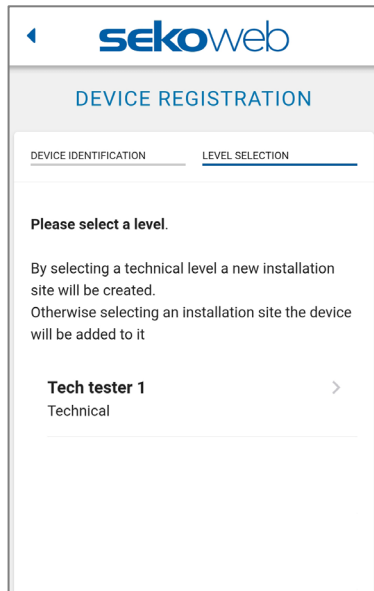 sekoweb
DEVICE REGISTRATION
DEVICE IDENTIFICATION
LEVEL SELECTION
Please select a level.
By selecting a technical level a new installation
site will be created.
Otherwise selecting an installation site the device
will be added to it
Tech tester 1
Technical